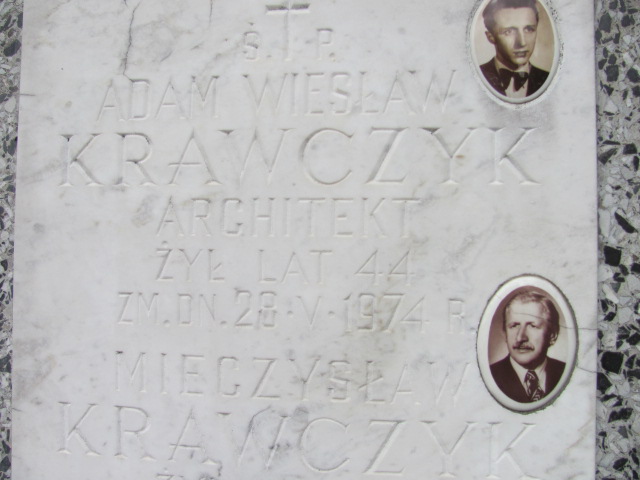 Ś. P.
ADAM WIESŁAW
KRAWCZYK
ARCHITEKT
ŻYŁ LAT 44
ZM. DN. 28·V·1974 R.
MIECZYSŁAW
KRAWCZYK